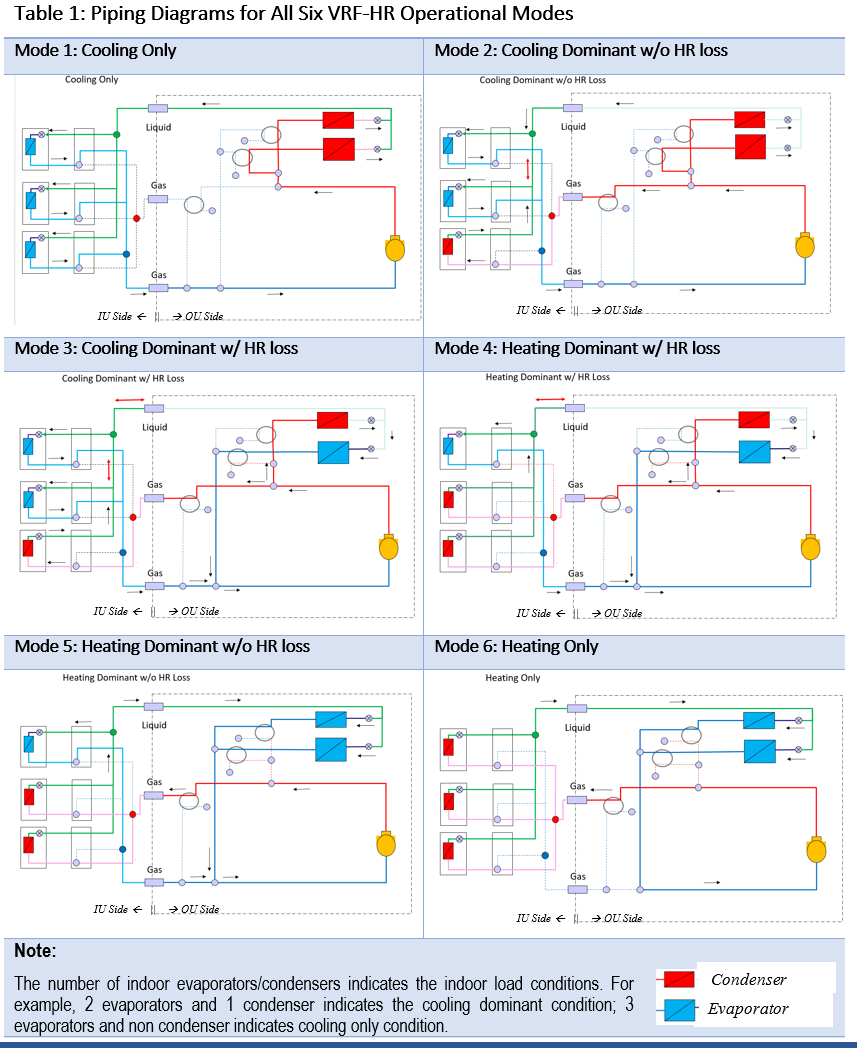 Table 1: Piping Diagrams for All Six VRF-HR Operational Modes
Mode 1: Cooling Only
Mode 2: Cooling Dominant w/o HR loss
Cooling Only
Liquid
Gas
Gas
IU Side ← || → OU Side
Cooling Dominant w/o HR Loss
Liquid
Gas
Gas
IU Side ← || → OU Side
Mode 3: Cooling Dominant w/ HR loss
Mode 4: Heating Dominant w/ HR loss
Cooling Dominant w/ HR Loss
Liquid
Gas
Gas
IU Side ← || → OU Side
Heating Dominant w/ HR Loss
Liquid
Gas
Gas
IU Side ← || → OU Side
Mode 5: Heating Dominant w/o HR loss
Mode 6: Heating Only
Heating Dominant w/o HR Loss
Liquid
Gas
Gas
IU Side ← || → OU Side
Heating Only
Liquid
Gas
Gas
IU Side ← || → OU Side
Note:
The number of indoor evaporators/condensers indicates the indoor load conditions. For
example, 2 evaporators and 1 condenser indicates the cooling dominant condition; 3
evaporators and non condenser indicates cooling only condition.
Condenser
Evaporator